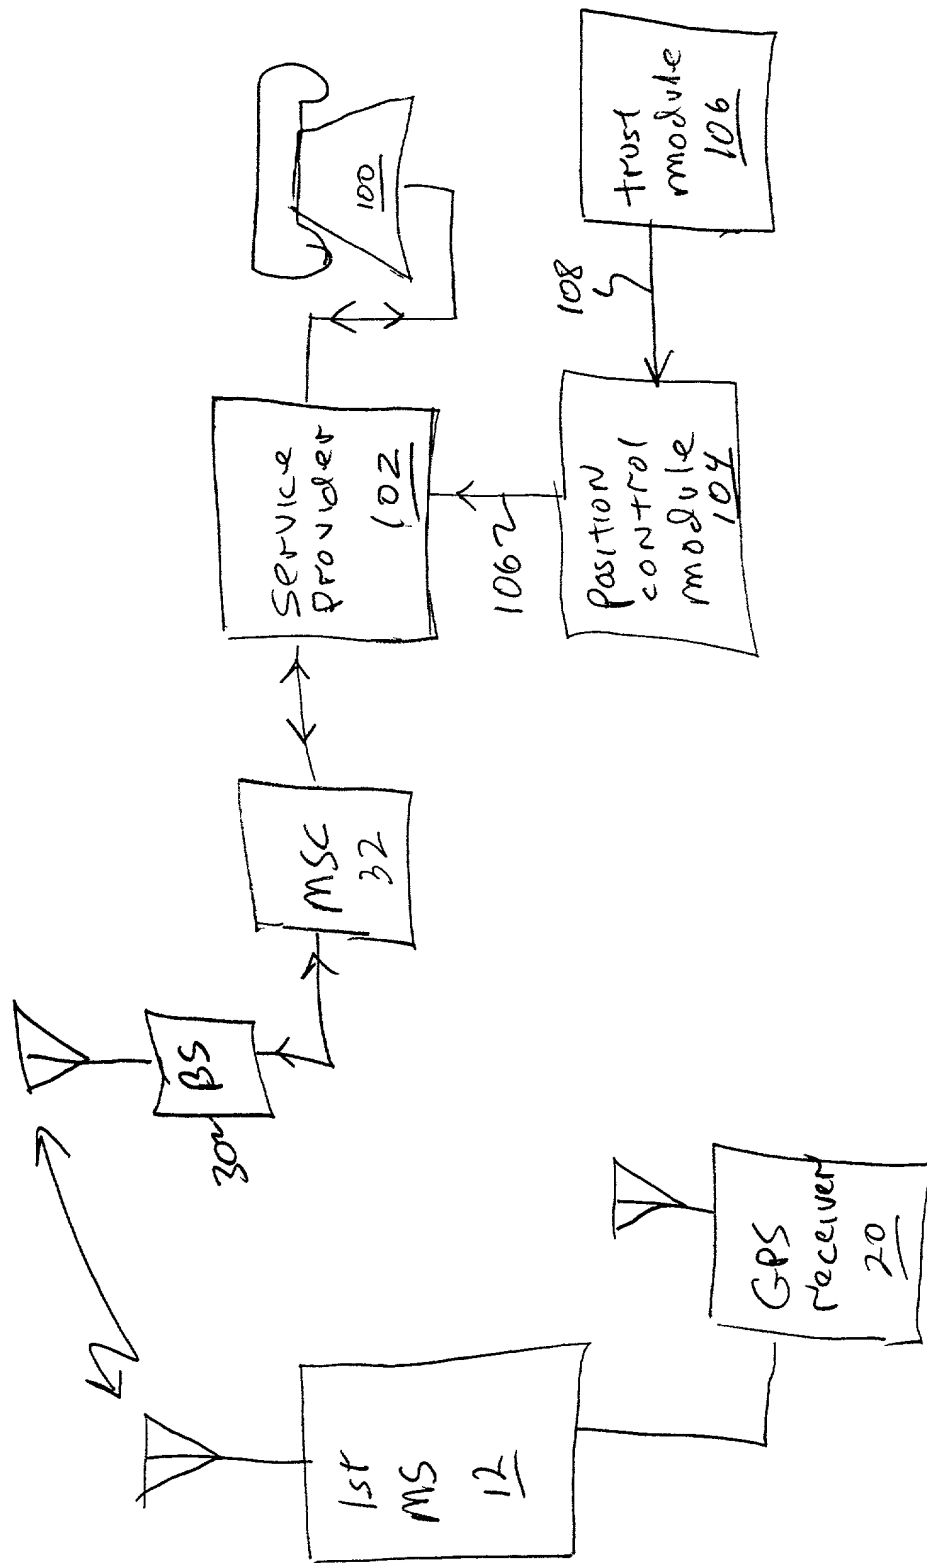 1st
MS
12
GPS
receiver
20
30
BS
MSC
32
Service
Provider
102
100
106
Position
control
module
104
108
trust
module
106